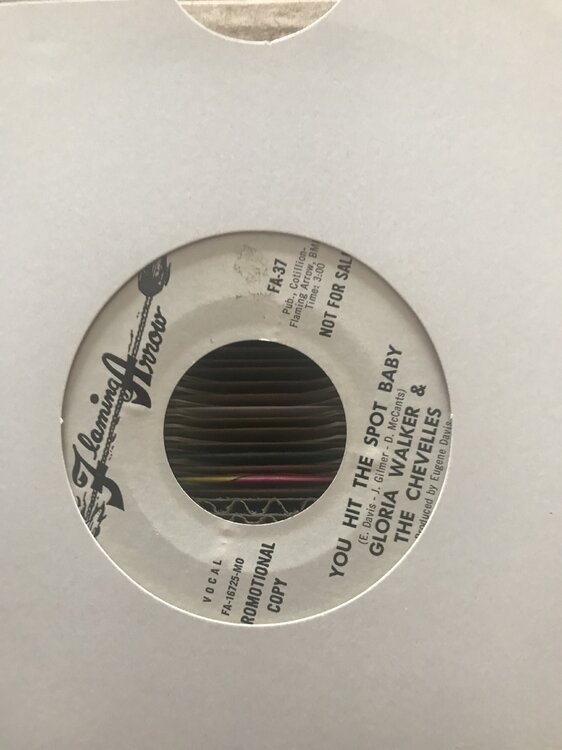 Flaming
Arrow
VOCAL
FA-16725-MO
ROMOTIONAL
COPY
FA-37
Pub., Cotillion-
Flaming Arrow, BMI
Time: 3:00
NOT FOR SAL
YOU HIT THE SPOT BABY
(E. Davis - J. Gilmer - D. McCants)
GLORIA WALKER &
THE CHEVELLES
oduced by Eugene Davis